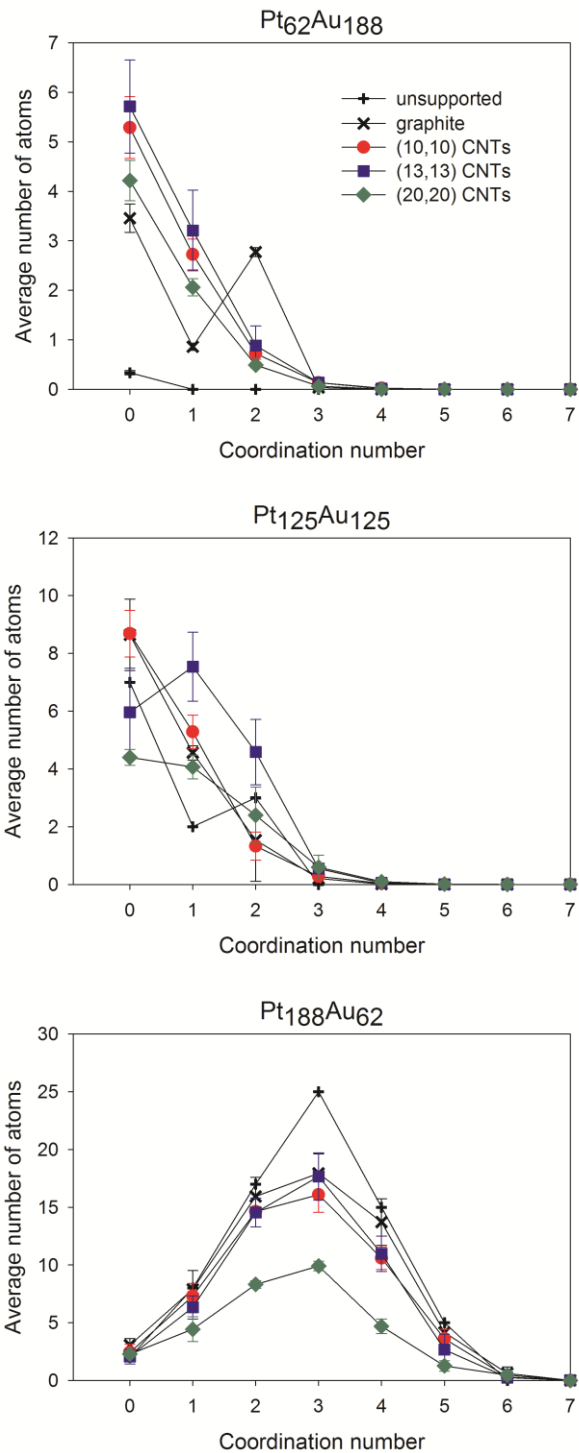 Pt62Au188
7
6
5
4
3
2
1
0
Average number of atoms
unsupported
graphite
(10,10) CNTs
(13,13) CNTs
(20,20) CNTs
0 1 2 3 4 5 6 7
Coordination number
Pt125Au125
12
10
8
6
4
2
0
Average number of atoms
0 1 2 3 4 5 6 7
Coordination number
Pt188Au62
30
25
20
15
10
5
0
Average number of atoms
0 1 2 3 4 5 6 7
Coordination number